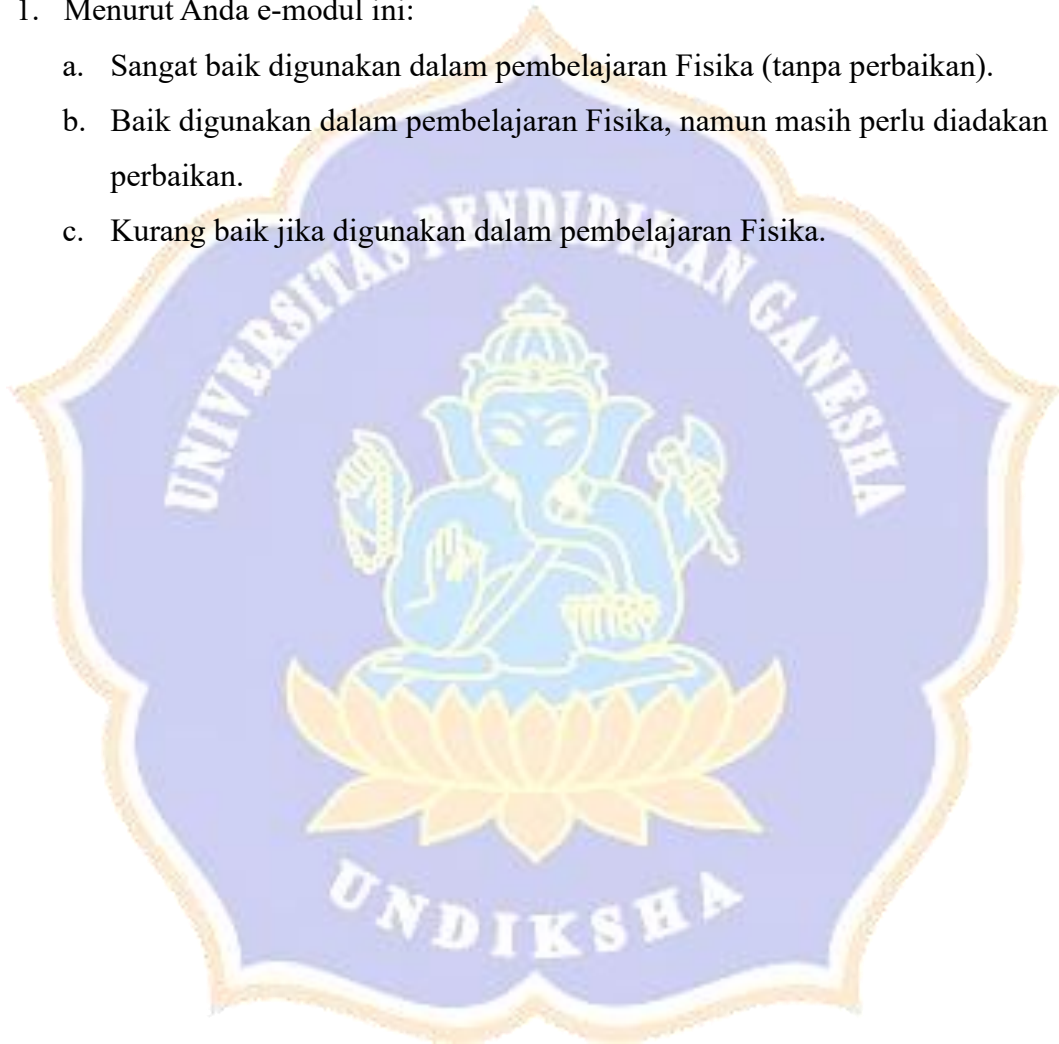 1. Menurut Anda e-modul ini:
a. Sangat baik digunakan dalam pembelajaran Fisika (tanpa perbaikan).
b. Baik digunakan dalam pembelajaran Fisika, namun masih perlu diadakan
perbaikan.
c. Kurang baik jika digunakan dalam pembelajaran Fisika.
UNIVERSITAS PENDIDIKAN GANESHA
UNDIKSHA